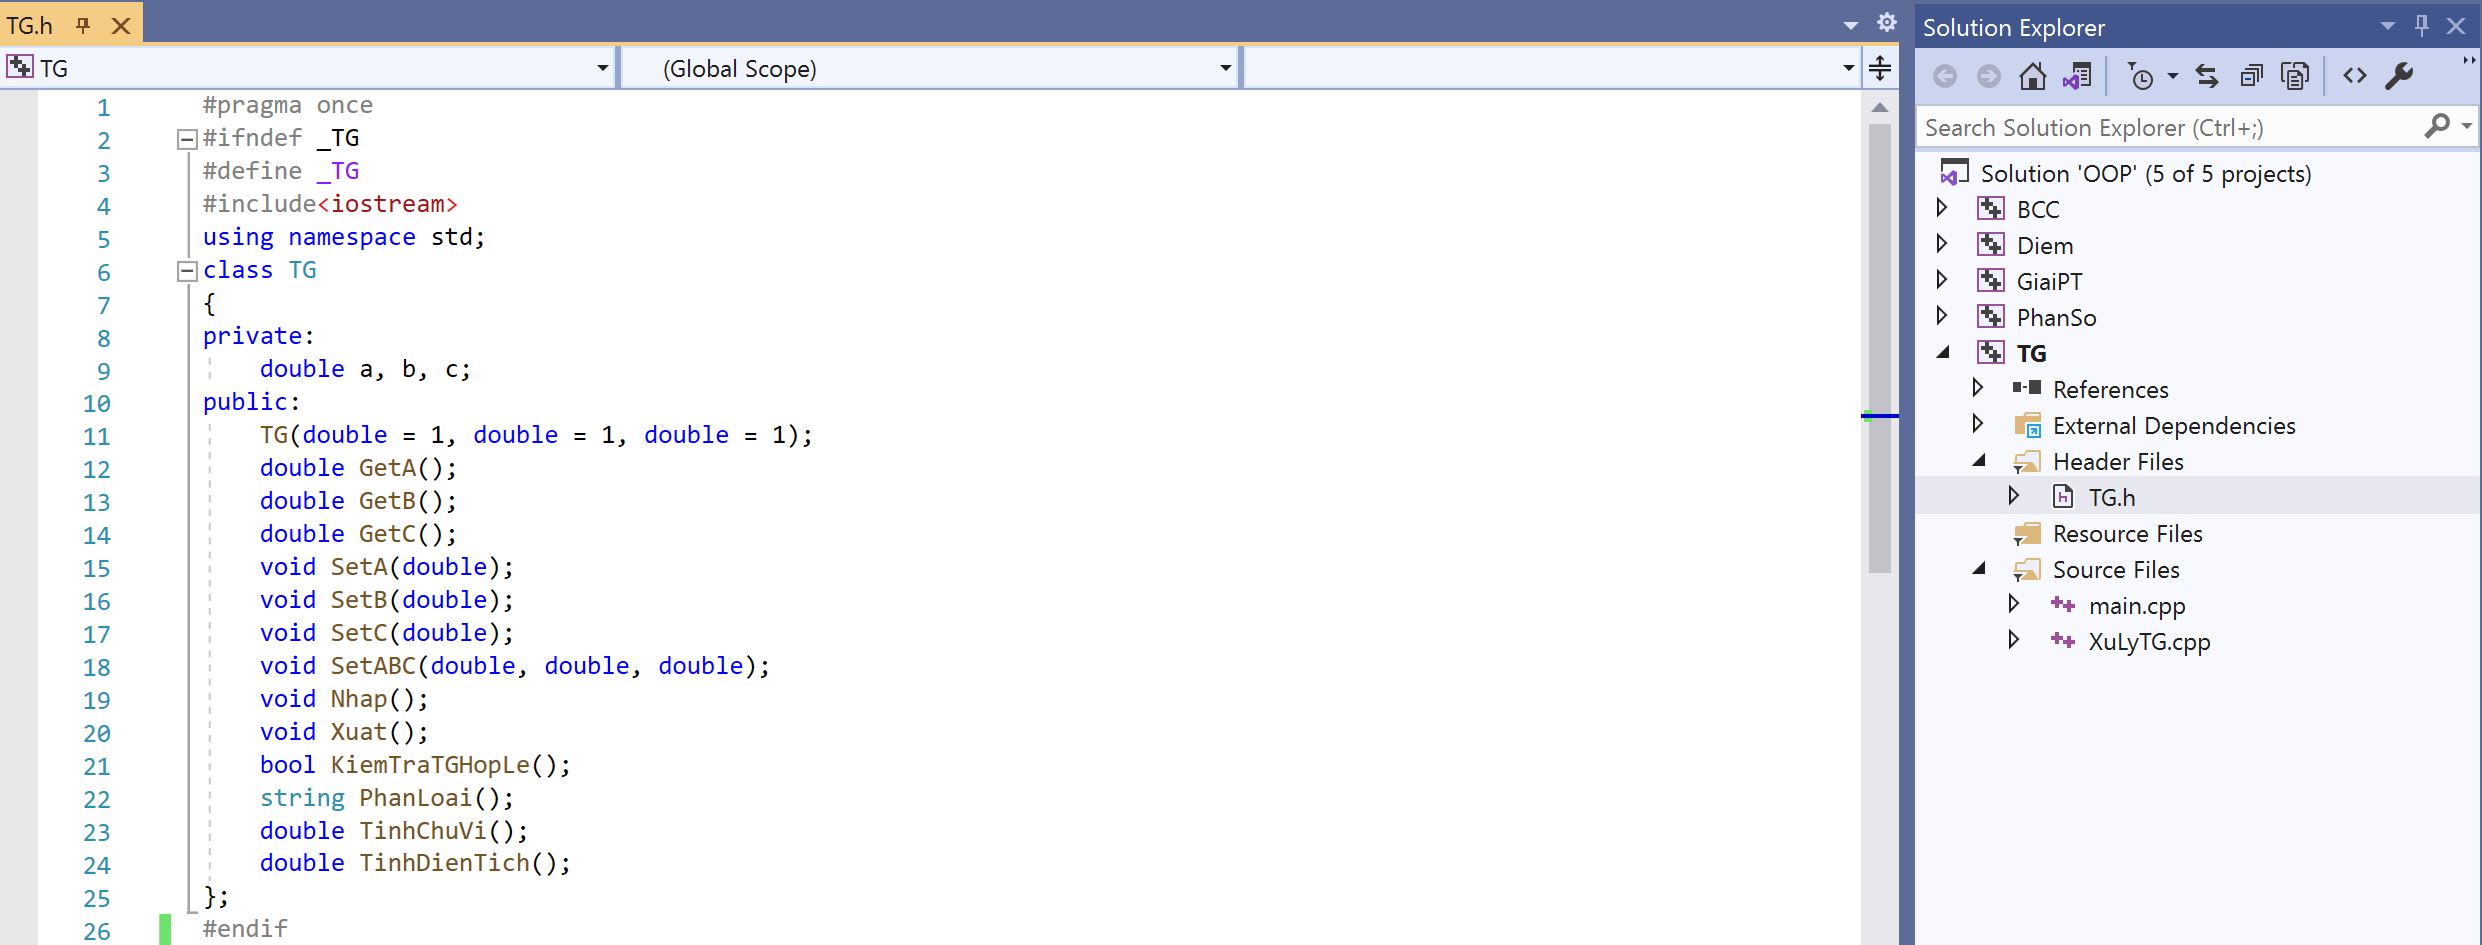 TG.h
TG
(Global Scope)
1 #pragma once
2 #ifndef _TG
3 #define _TG
4 #include<iostream>
5 using namespace std;
6 class TG
7 {
8 private:
9 double a, b, c;
10 public:
11 TG(double = 1, double = 1, double = 1);
12 double GetA();
13 double GetB();
14 double GetC();
15 void SetA(double);
16 void SetB(double);
17 void SetC(double);
18 void SetABC(double, double, double);
19 void Nhap();
20 void Xuat();
21 bool KiemTraTGHopLe();
22 string PhanLoai();
23 double TinhChuVi();
24 double TinhDienTich();
25 };
26 #endif
Solution Explorer
Search Solution Explorer (Ctrl+;)
Solution 'OOP' (5 of 5 projects)
BCC
Diem
GiaiPT
PhanSo
TG
References
External Dependencies
Header Files
TG.h
Resource Files
Source Files
main.cpp
XuLyTG.cpp